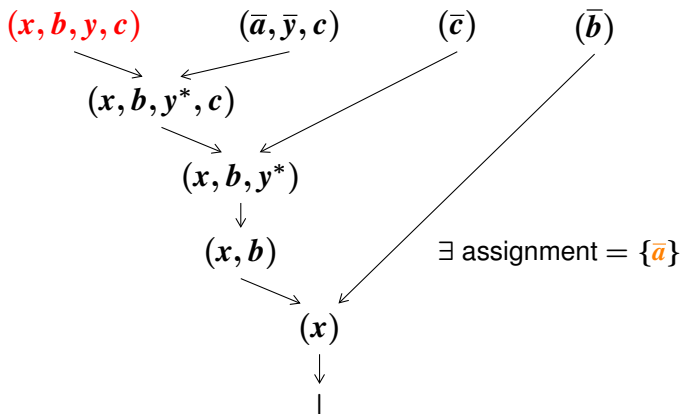 (x, b, y, c) (a̅, y̅, c) (c̅) (b̅)
(x, b, y*, c)
(x, b, y*)
(x, b) ∃ assignment = {a̅}
(x)